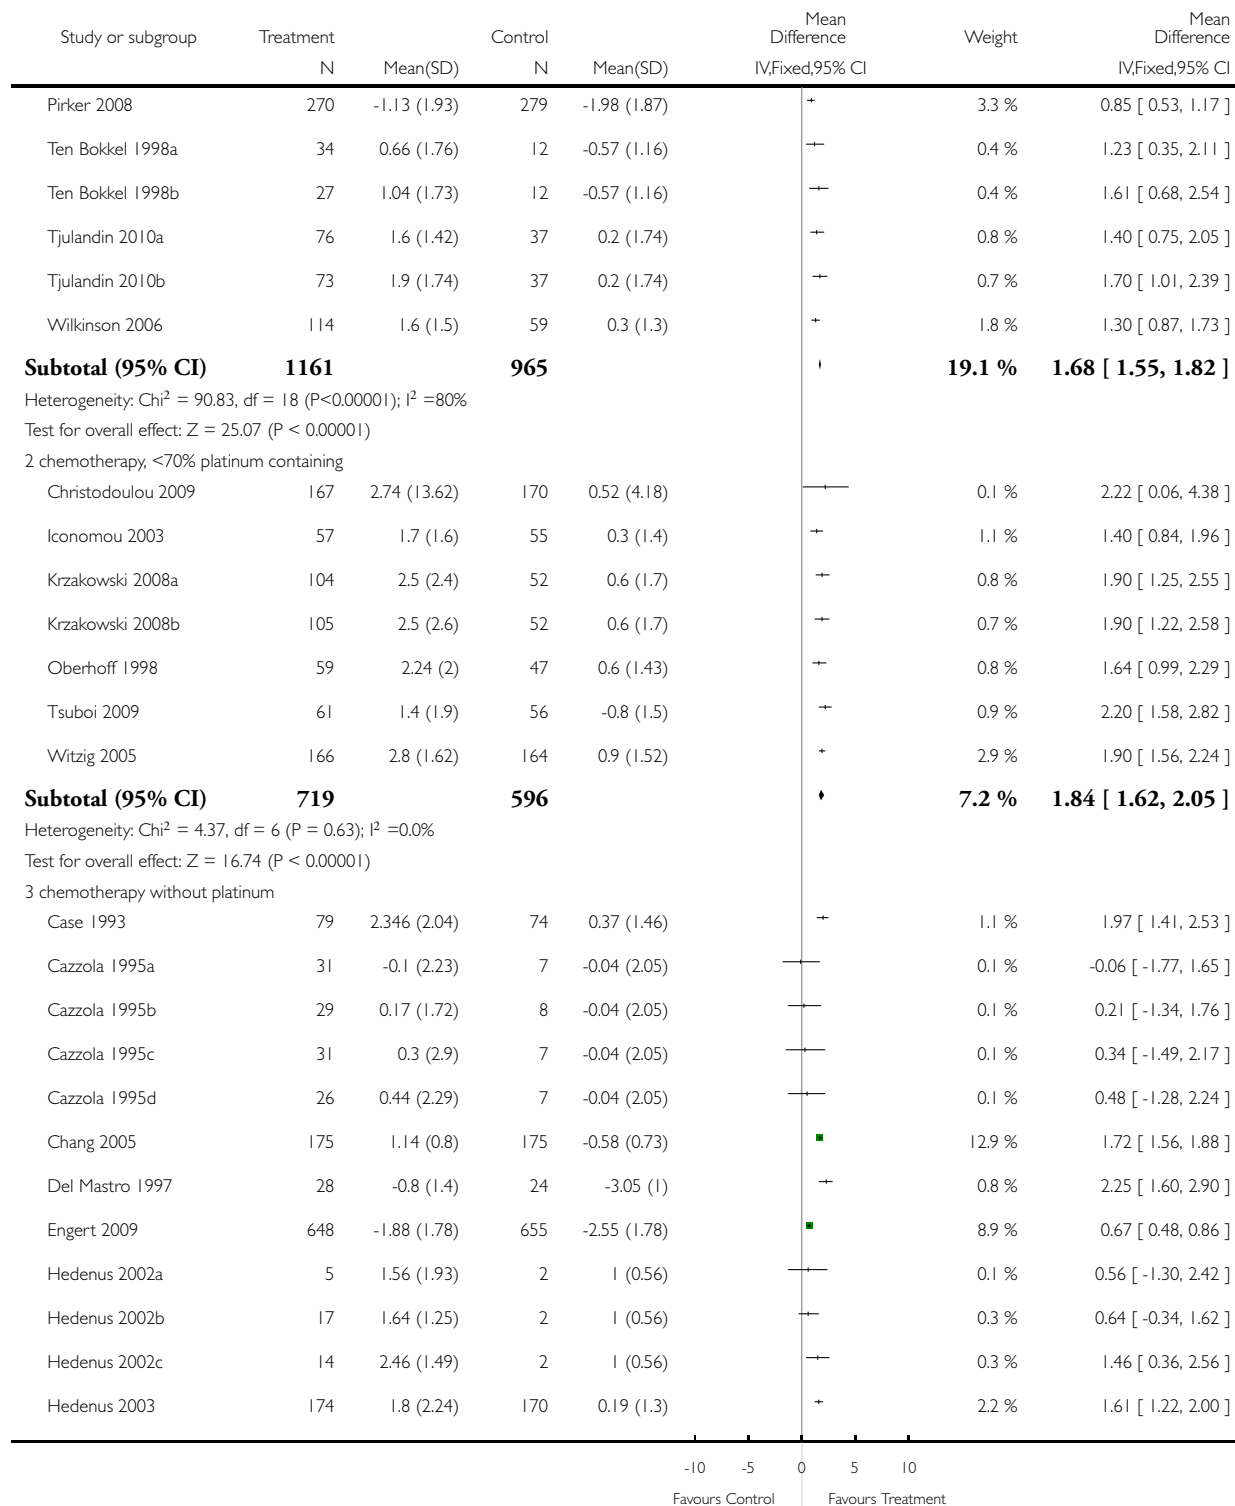 Study or subgroup Treatment Control Mean Difference Weight Mean Difference
N Mean(SD) N Mean(SD) IV,Fixed,95% CI IV,Fixed,95% CI
Pirker 2008 270 -1.13 (1.93) 279 -1.98 (1.87) 3.3 % 0.85 [ 0.53, 1.17 ]
Ten Bokkel 1998a 34 0.66 (1.76) 12 -0.57 (1.16) 0.4 % 1.23 [ 0.35, 2.11 ]
Ten Bokkel 1998b 27 1.04 (1.73) 12 -0.57 (1.16) 0.4 % 1.61 [ 0.68, 2.54 ]
Tjulandin 2010a 76 1.6 (1.42) 37 0.2 (1.74) 0.8 % 1.40 [ 0.75, 2.05 ]
Tjulandin 2010b 73 1.9 (1.74) 37 0.2 (1.74) 0.7 % 1.70 [ 1.01, 2.39 ]
Wilkinson 2006 114 1.6 (1.5) 59 0.3 (1.3) 1.8 % 1.30 [ 0.87, 1.73 ]
Subtotal (95% CI) 1161 965 19.1 % 1.68 [ 1.55, 1.82 ]
Heterogeneity: Chi² = 90.83, df = 18 (P<0.00001); I² =80%
Test for overall effect: Z = 25.07 (P < 0.00001)
2 chemotherapy, <70% platinum containing
Christodoulou 2009 167 2.74 (13.62) 170 0.52 (4.18) 0.1 % 2.22 [ 0.06, 4.38 ]
Iconomou 2003 57 1.7 (1.6) 55 0.3 (1.4) 1.1 % 1.40 [ 0.84, 1.96 ]
Krzakowski 2008a 104 2.5 (2.4) 52 0.6 (1.7) 0.8 % 1.90 [ 1.25, 2.55 ]
Krzakowski 2008b 105 2.5 (2.6) 52 0.6 (1.7) 0.7 % 1.90 [ 1.22, 2.58 ]
Oberhoff 1998 59 2.24 (2) 47 0.6 (1.43) 0.8 % 1.64 [ 0.99, 2.29 ]
Tsuboi 2009 61 1.4 (1.9) 56 -0.8 (1.5) 0.9 % 2.20 [ 1.58, 2.82 ]
Witzig 2005 166 2.8 (1.62) 164 0.9 (1.52) 2.9 % 1.90 [ 1.56, 2.24 ]
Subtotal (95% CI) 719 596 7.2 % 1.84 [ 1.62, 2.05 ]
Heterogeneity: Chi² = 4.37, df = 6 (P = 0.63); I² =0.0%
Test for overall effect: Z = 16.74 (P < 0.00001)
3 chemotherapy without platinum
Case 1993 79 2.346 (2.04) 74 0.37 (1.46) 1.1 % 1.97 [ 1.41, 2.53 ]
Cazzola 1995a 31 -0.1 (2.23) 7 -0.04 (2.05) 0.1 % -0.06 [ -1.77, 1.65 ]
Cazzola 1995b 29 0.17 (1.72) 8 -0.04 (2.05) 0.1 % 0.21 [ -1.34, 1.76 ]
Cazzola 1995c 31 0.3 (2.9) 7 -0.04 (2.05) 0.1 % 0.34 [ -1.49, 2.17 ]
Cazzola 1995d 26 0.44 (2.29) 7 -0.04 (2.05) 0.1 % 0.48 [ -1.28, 2.24 ]
Chang 2005 175 1.14 (0.8) 175 -0.58 (0.73) 12.9 % 1.72 [ 1.56, 1.88 ]
Del Mastro 1997 28 -0.8 (1.4) 24 -3.05 (1) 0.8 % 2.25 [ 1.60, 2.90 ]
Engert 2009 648 -1.88 (1.78) 655 -2.55 (1.78) 8.9 % 0.67 [ 0.48, 0.86 ]
Hedenus 2002a 5 1.56 (1.93) 2 1 (0.56) 0.1 % 0.56 [ -1.30, 2.42 ]
Hedenus 2002b 17 1.64 (1.25) 2 1 (0.56) 0.3 % 0.64 [ -0.34, 1.62 ]
Hedenus 2002c 14 2.46 (1.49) 2 1 (0.56) 0.3 % 1.46 [ 0.36, 2.56 ]
Hedenus 2003 174 1.8 (2.24) 170 0.19 (1.3) 2.2 % 1.61 [ 1.22, 2.00 ]
-10 -5 0 5 10
Favours Control Favours Treatment